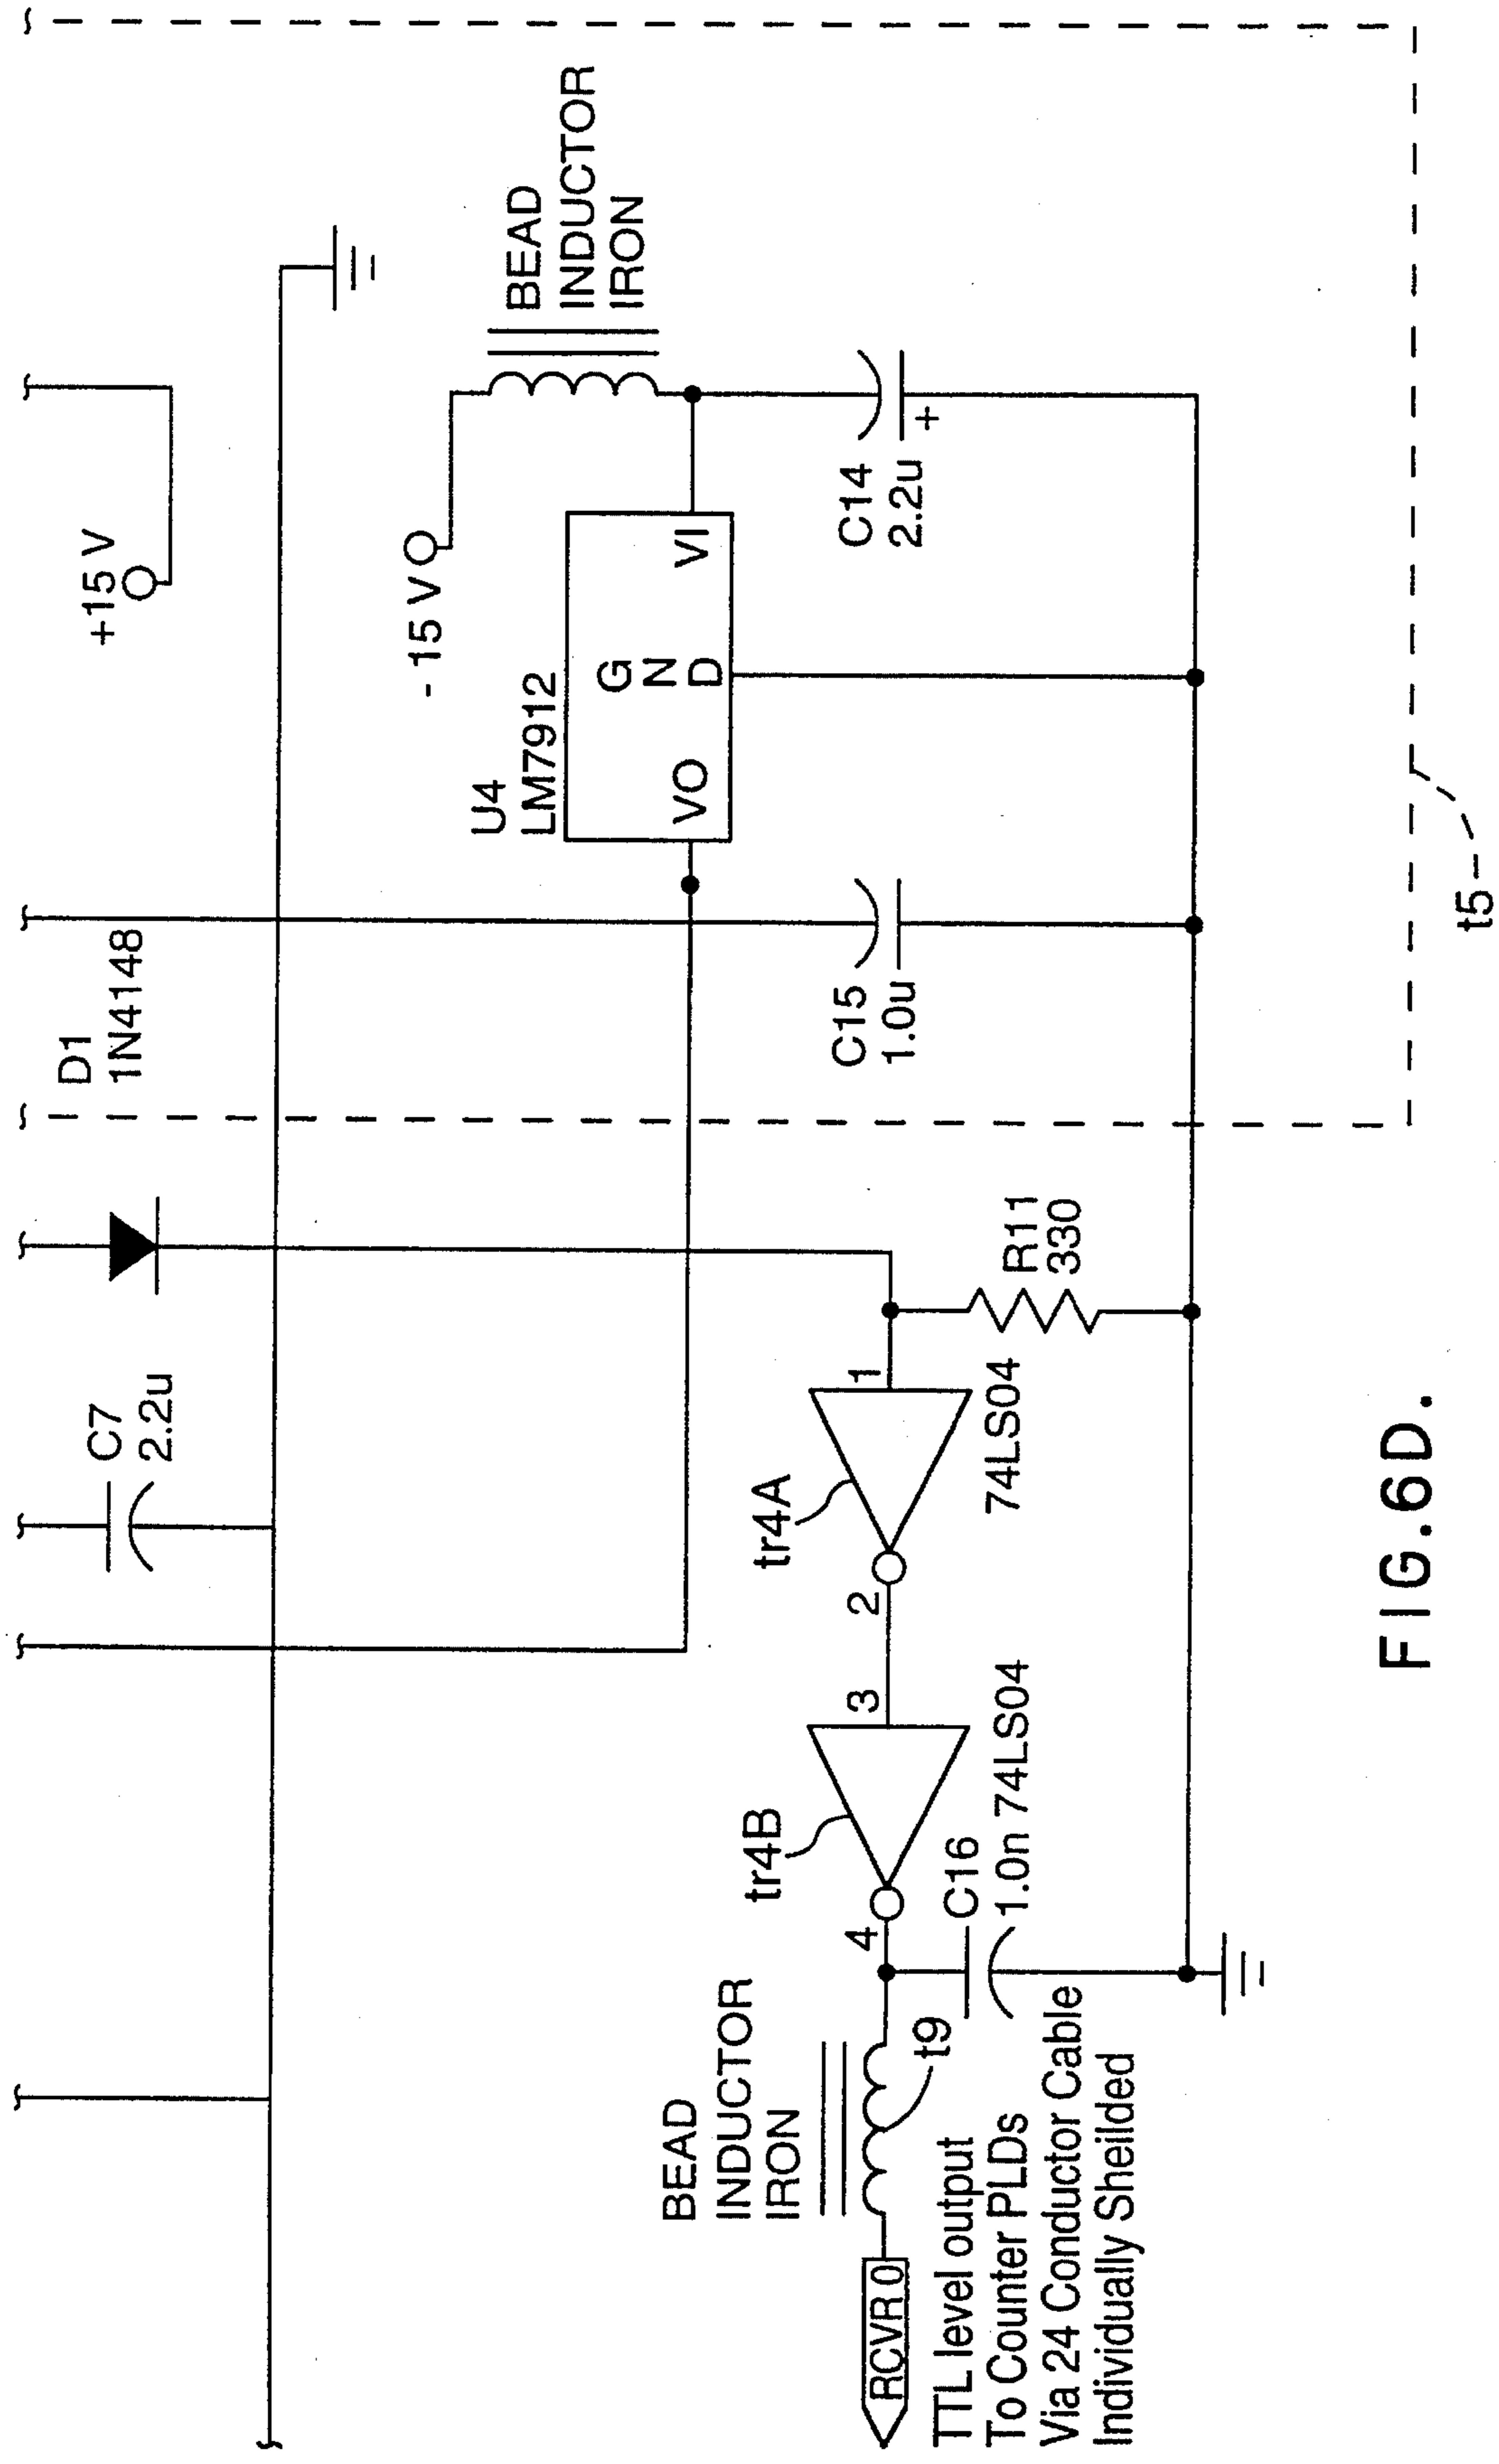 +15 V
- 15 V
BEAD
INDUCTOR
IRON
U4
LM7912
VO
G
N
D
VI
C14
2.2u
+
D1
1N4148
C15
1.0u
C7
2.2u
R11
330
1
tr4A
74LS04
2
3
tr4B
74LS04
4
C16
1.0n
BEAD
INDUCTOR
IRON
t9
RCVR 0
TTL level output
To Counter PLDs
Via 24 Conductor Cable
Individually Sheilded
t5
FIG.6D.